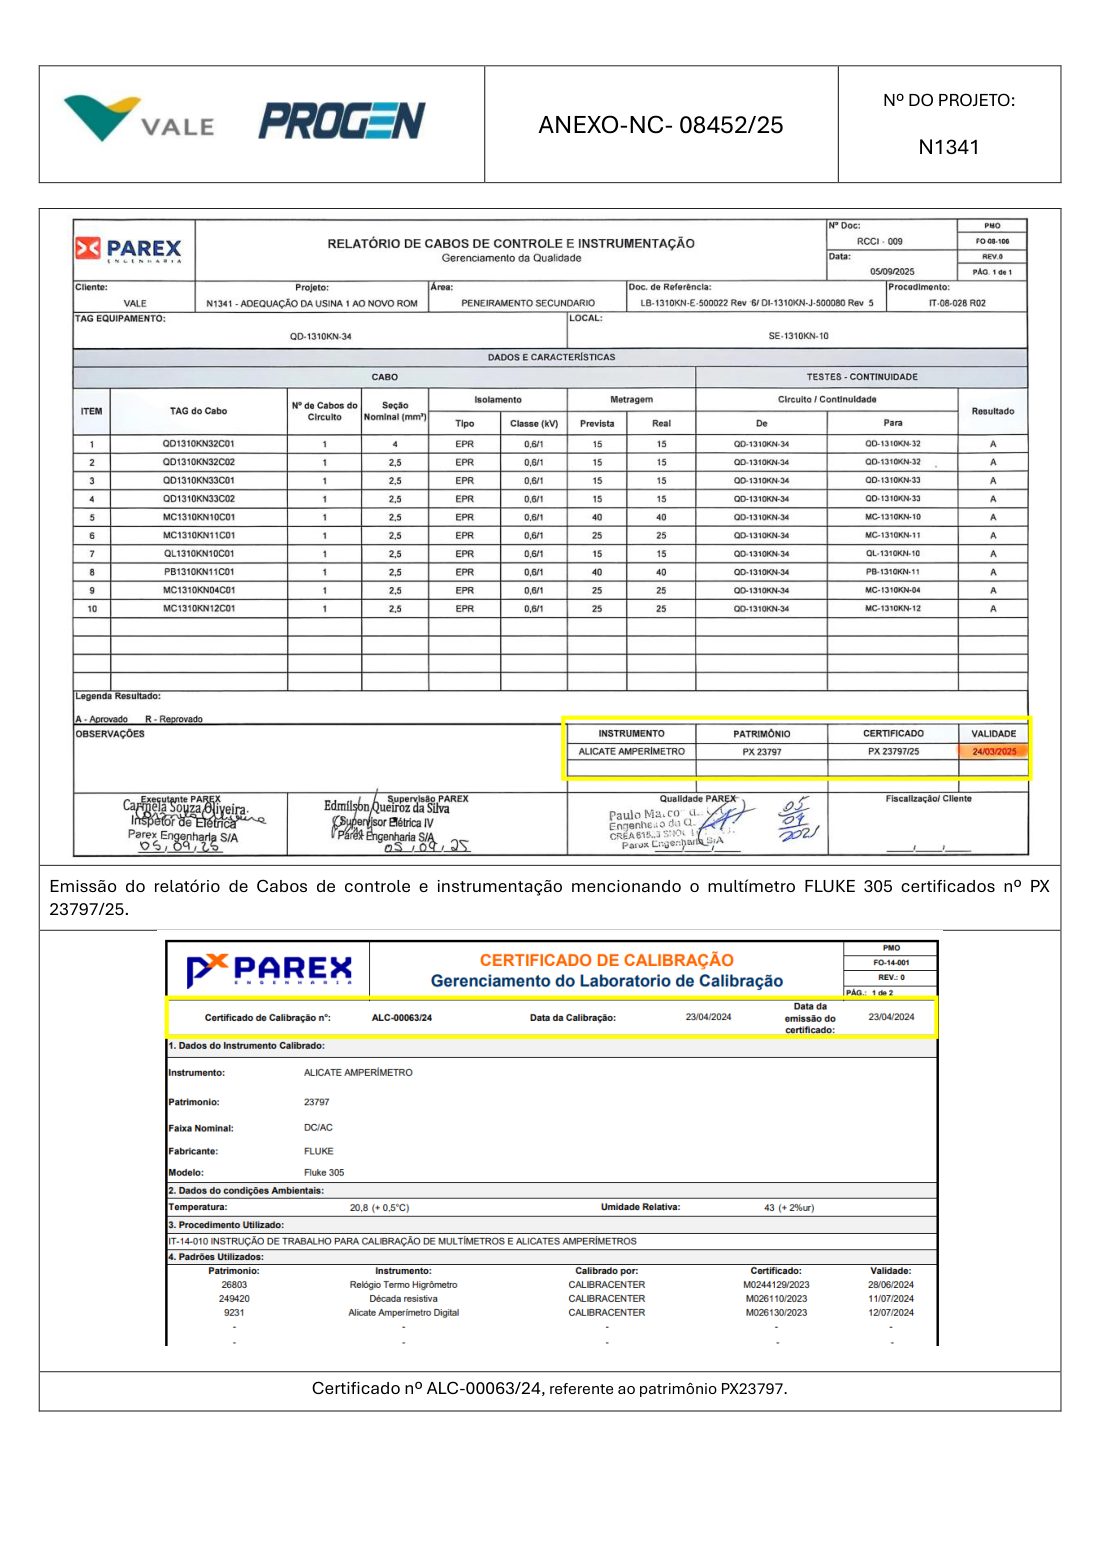 VALE
PROGEN
ANEXO-NC- 08452/25
Nº DO PROJETO:
N1341
PAREX
ENGENHARIA
RELATÓRIO DE CABOS DE CONTROLE E INSTRUMENTAÇÃO
Gerenciamento da Qualidade
Nº Doc:
RCCI - 009
Data:
05/09/2025
PMO
FO-08-106
REV.0
PÁG. 1 de 1
Cliente:
VALE
Projeto:
N1341 - ADEQUAÇÃO DA USINA 1 AO NOVO ROM
Área:
PENEIRAMENTO SECUNDARIO
Doc. de Referência:
LB-1310KN-E-500022 Rev 6/ DI-1310KN-J-500080 Rev 5
Procedimento:
IT-08-028 R02
TAG EQUIPAMENTO:
QD-1310KN-34
LOCAL:
SE-1310KN-10
DADOS E CARACTERÍSTICAS
CABO TESTES - CONTINUIDADE
ITEM TAG do Cabo Nº de Cabos do Circuito Seção Nominal (mm²) Isolamento Metragem Circuito / Continuidade Resultado
Tipo Classe (kV) Prevista Real De Para
1 QD1310KN32C01 1 4 EPR 0,6/1 15 15 QD-1310KN-34 QD-1310KN-32 A
2 QD1310KN32C02 1 2,5 EPR 0,6/1 15 15 QD-1310KN-34 QD-1310KN-32 A
3 QD1310KN33C01 1 2,5 EPR 0,6/1 15 15 QD-1310KN-34 QD-1310KN-33 A
4 QD1310KN33C02 1 2,5 EPR 0,6/1 15 15 QD-1310KN-34 QD-1310KN-33 A
5 MC1310KN10C01 1 2,5 EPR 0,6/1 40 40 QD-1310KN-34 MC-1310KN-10 A
6 MC1310KN11C01 1 2,5 EPR 0,6/1 25 25 QD-1310KN-34 MC-1310KN-11 A
7 QL1310KN10C01 1 2,5 EPR 0,6/1 15 15 QD-1310KN-34 QL-1310KN-10 A
8 PB1310KN11C01 1 2,5 EPR 0,6/1 40 40 QD-1310KN-34 PB-1310KN-11 A
9 MC1310KN04C01 1 2,5 EPR 0,6/1 25 25 QD-1310KN-34 MC-1310KN-04 A
10 MC1310KN12C01 1 2,5 EPR 0,6/1 25 25 QD-1310KN-34 MC-1310KN-12 A
Legenda Resultado:
A - Aprovado R - Reprovado
OBSERVAÇÕES
INSTRUMENTO PATRIMÔNIO CERTIFICADO VALIDADE
ALICATE AMPERÍMETRO PX 23797 PX 23797/25 24/03/2025
Executante PAREX
Carmela Souza Oliveira
Inspetor de Elétrica
Parex Engenharia S/A
05,09,25
Supervisão PAREX
Edmilson Queiroz da Silva
Supervisor Elétrica IV
Parex Engenharia S/A
05,09,25
Qualidade PAREX
Paulo Marco
Engenheiro da Q
Parex Engenharia S/A
05
09
Fiscalização/ Cliente
Emissão do relatório de Cabos de controle e instrumentação mencionando o multímetro FLUKE 305 certificados nº PX
23797/25.
PAREX
ENGENHARIA
CERTIFICADO DE CALIBRAÇÃO
Gerenciamento do Laboratorio de Calibração
PMO
FO-14-001
REV.: 0
PÁG.: 1 de 2
Certificado de Calibração n°: ALC-00063/24 Data da Calibração: 23/04/2024 Data da emissão do certificado: 23/04/2024
1. Dados do Instrumento Calibrado:
Instrumento: ALICATE AMPERÍMETRO
Patrimonio: 23797
Faixa Nominal: DC/AC
Fabricante: FLUKE
Modelo: Fluke 305
2. Dados do condições Ambientais:
Temperatura: 20,8 (+ 0,5°C) Umidade Relativa: 43 (+ 2%ur)
3. Procedimento Utilizado:
IT-14-010 INSTRUÇÃO DE TRABALHO PARA CALIBRAÇÃO DE MULTÍMETROS E ALICATES AMPERÍMETROS
4. Padrões Utilizados:
Patrimonio: Instrumento: Calibrado por: Certificado: Validade:
26803 Relógio Termo Higrômetro CALIBRACENTER M0244129/2023 28/06/2024
249420 Década resistiva CALIBRACENTER M026110/2023 11/07/2024
9231 Alicate Amperímetro Digital CALIBRACENTER M026130/2023 12/07/2024
- - - - -
- - - - -
Certificado nº ALC-00063/24, referente ao patrimônio PX23797.